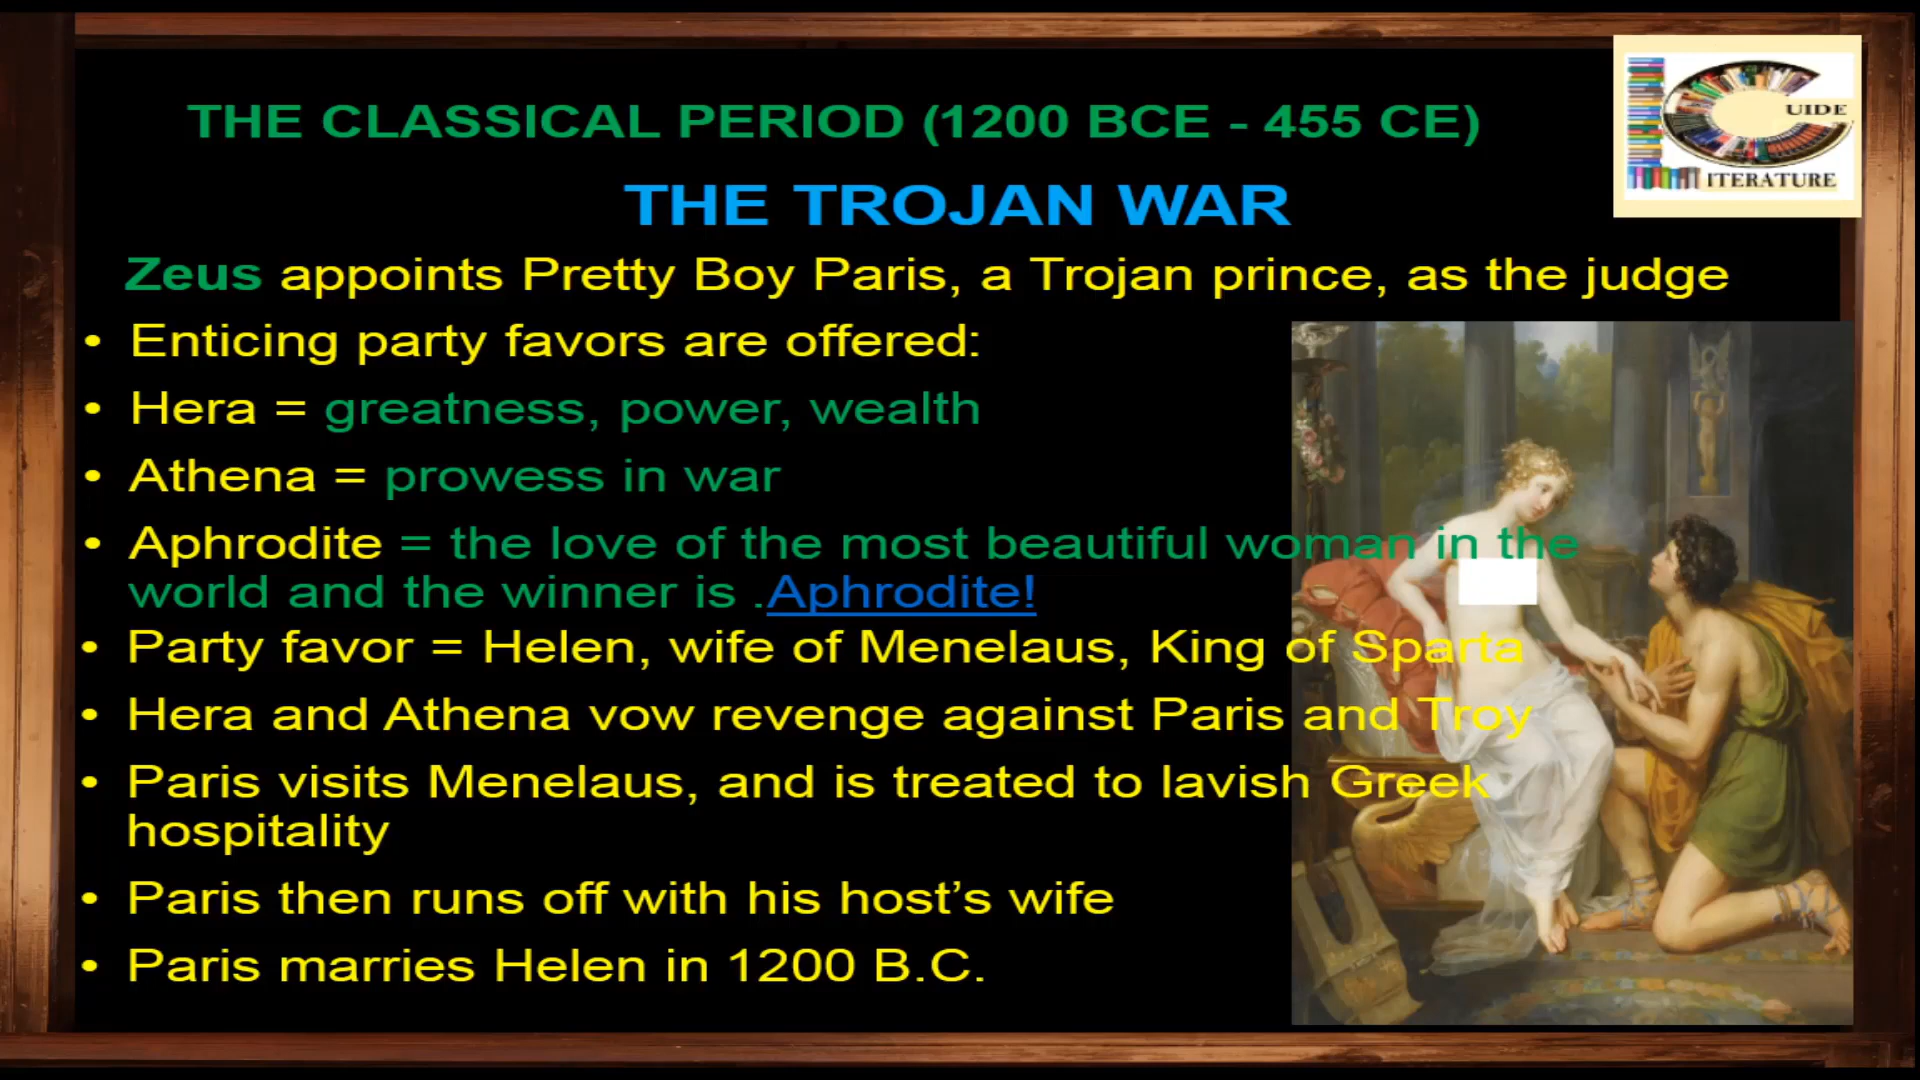 THE CLASSICAL PERIOD (1200 BCE - 455 CE)
UIDE
ITERATURE
THE TROJAN WAR
Zeus appoints Pretty Boy Paris, a Trojan prince, as the judge
• Enticing party favors are offered:
• Hera = greatness, power, wealth
• Athena = prowess in war
• Aphrodite = the love of the most beautiful woman in the
world and the winner is .Aphrodite!
• Party favor = Helen, wife of Menelaus, King of Sparta
• Hera and Athena vow revenge against Paris and Troy
• Paris visits Menelaus, and is treated to lavish Greek
hospitality
• Paris then runs off with his host’s wife
• Paris marries Helen in 1200 B.C.